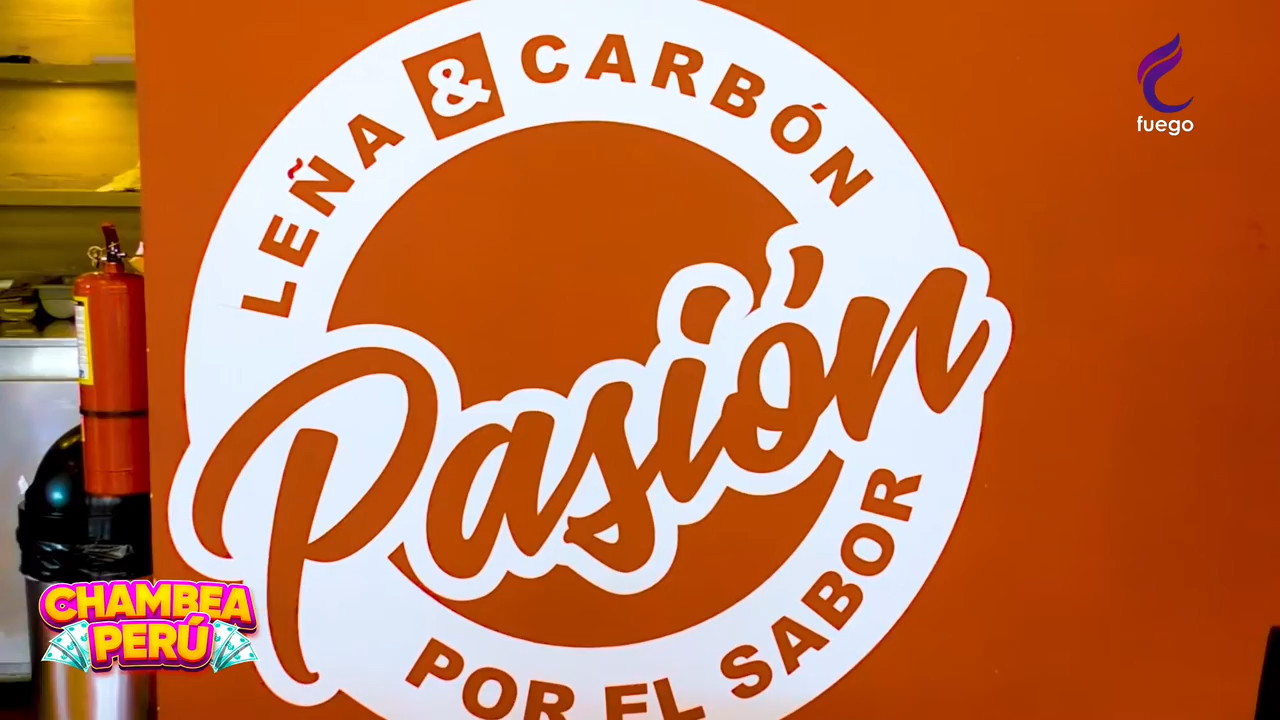 LEÑA & CARBÓN
Pasión
POR EL SABOR
fuego
CHAMBEA
PERÚ